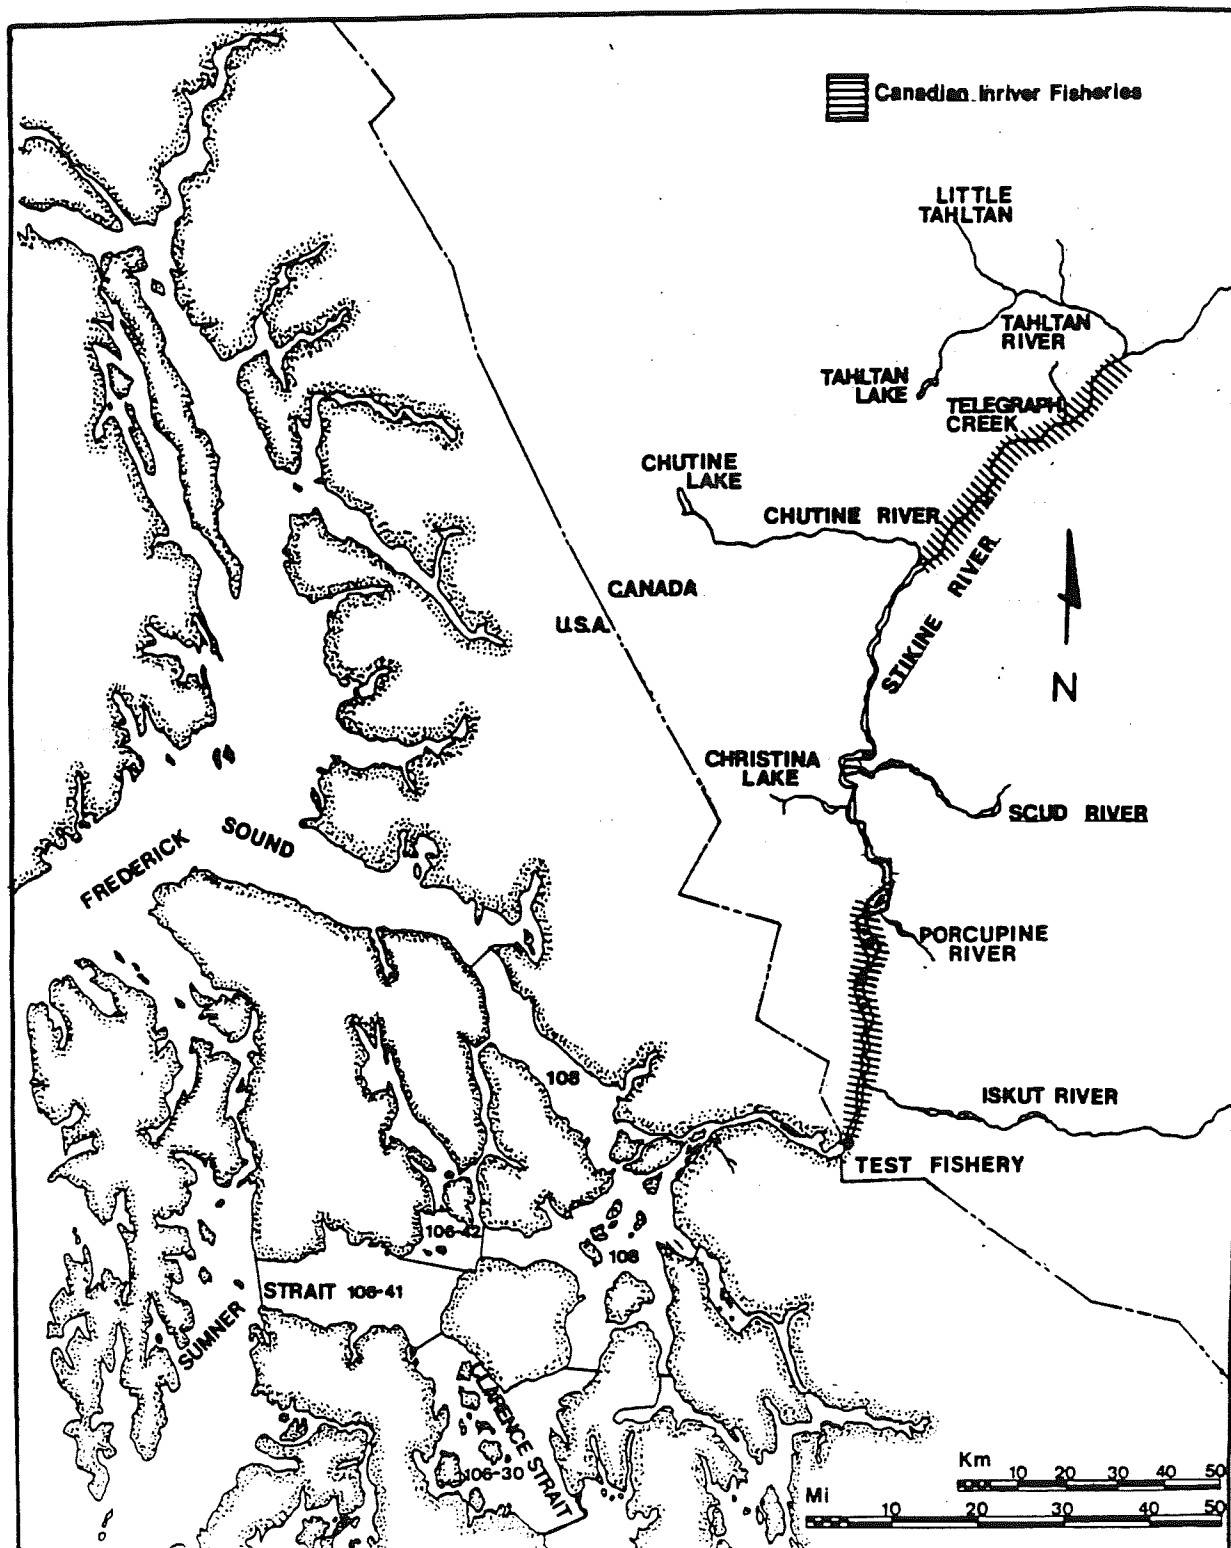 Canadian Inriver Fisheries
LITTLE
TAHLTAN
TAHLTAN
RIVER
TAHLTAN
LAKE
TELEGRAPH
CREEK
CHUTINE
LAKE
CHUTINE RIVER
STIKINE RIVER
CANADA
U.S.A.
N
CHRISTINA
LAKE
SCUD RIVER
FREDERICK SOUND
PORCUPINE
RIVER
108
ISKUT RIVER
TEST FISHERY
106-42
108
SUMNER STRAIT 106-41
CLARENCE STRAIT
106-30
Km
10 20 30 40 50
Mi
10 20 30 40 50